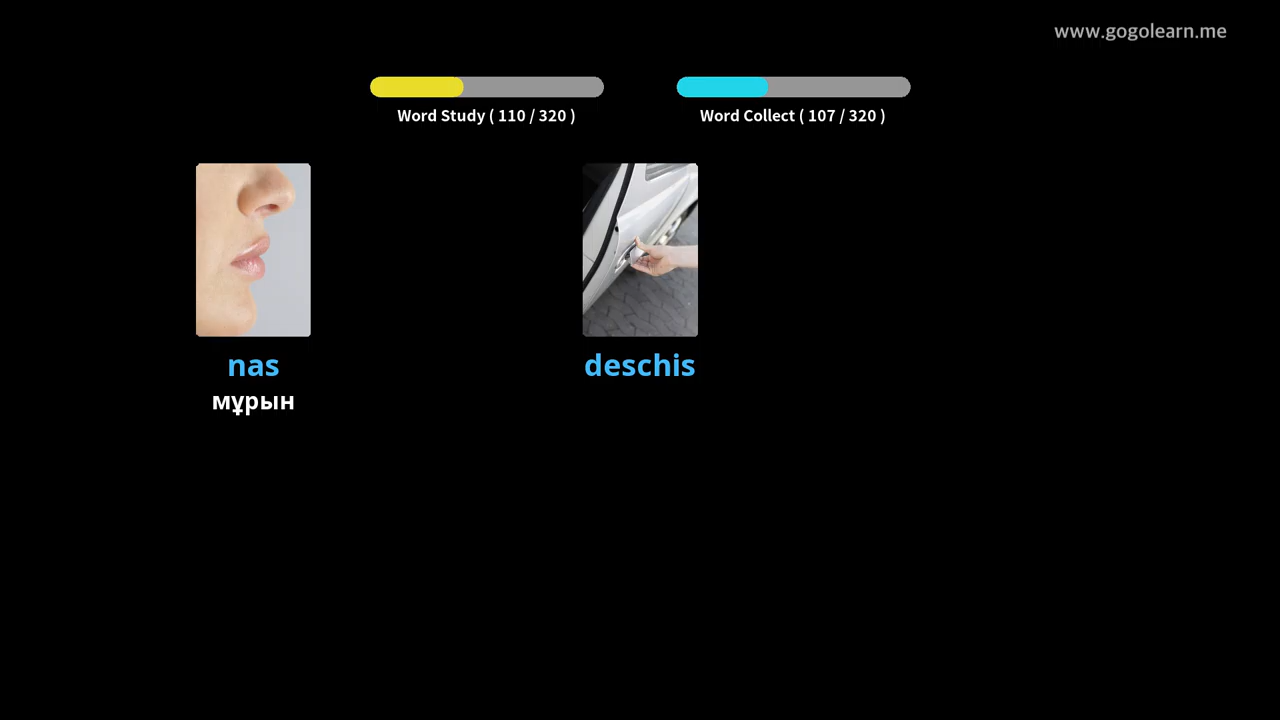 www.gogolearn.me
Word Study ( 110 / 320 )
Word Collect ( 107 / 320 )
nas
мұрын
deschis